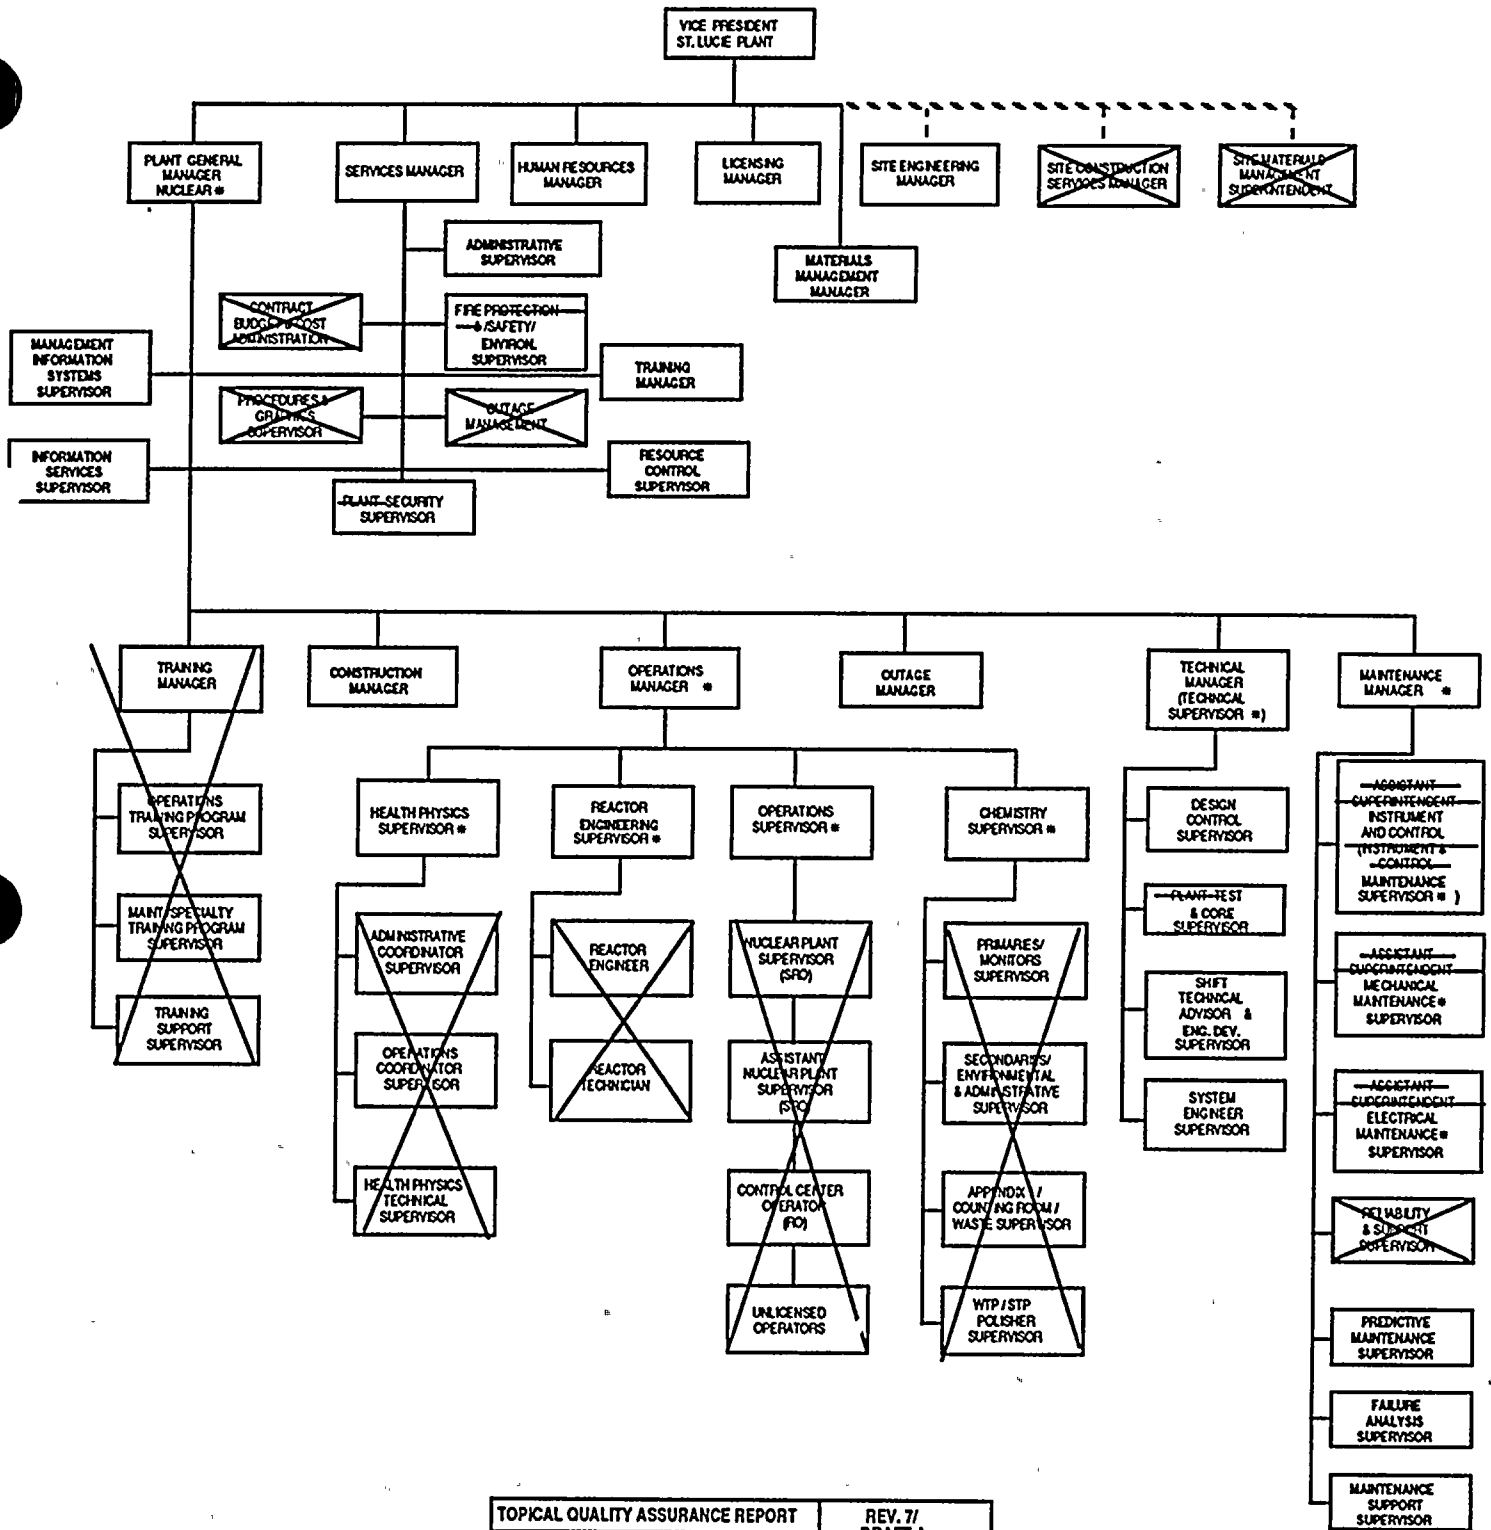 VICE PRESIDENT
ST. LUCIE PLANT
PLANT GENERAL
MANAGER
NUCLEAR *
SERVICES MANAGER
HUMAN RESOURCES
MANAGER
LICENSING
MANAGER
SITE ENGINEERING
MANAGER
SITE CONSTRUCTION
SERVICES MANAGER
SITE MATERIALS
MANAGEMENT
SUPERINTENDENT
ADMINISTRATIVE
SUPERVISOR
MATERIALS
MANAGEMENT
MANAGER
CONTRACT
BUDGET & COST
ADMINISTRATION
FIRE PROTECTION
& /SAFETY/
ENVIRON.
SUPERVISOR
MANAGEMENT
INFORMATION
SYSTEMS
SUPERVISOR
TRAINING
MANAGER
PROCEDURES &
GRAPHICS
SUPERVISOR
OUTAGE
MANAGEMENT
INFORMATION
SERVICES
SUPERVISOR
RESOURCE
CONTROL
SUPERVISOR
PLANT SECURITY
SUPERVISOR
TRAINING
MANAGER
CONSTRUCTION
MANAGER
OPERATIONS
MANAGER *
OUTAGE
MANAGER
TECHNICAL
MANAGER
(TECHNICAL
SUPERVISOR *)
MAINTENANCE
MANAGER *
OPERATIONS
TRAINING PROGRAM
SUPERVISOR
MAINT/SPECIALTY
TRAINING PROGRAM
SUPERVISOR
TRAINING
SUPPORT
SUPERVISOR
HEALTH PHYSICS
SUPERVISOR *
ADMINISTRATIVE
COORDINATOR
SUPERVISOR
OPERATIONS
COORDINATOR
SUPERVISOR
HEALTH PHYSICS
TECHNICAL
SUPERVISOR
REACTOR
ENGINEERING
SUPERVISOR *
REACTOR
ENGINEER
REACTOR
TECHNICIAN
OPERATIONS
SUPERVISOR *
NUCLEAR PLANT
SUPERVISOR
(SRO)
ASSISTANT
NUCLEAR PLANT
SUPERVISOR
(SRO)
CONTROL CENTER
OPERATOR
(RO)
UNLICENSED
OPERATORS
CHEMISTRY
SUPERVISOR *
PRIMARIES/
MONITORS
SUPERVISOR
SECONDARIES/
ENVIRONMENTAL
& ADMINISTRATIVE
SUPERVISOR
APPENDIX /
COUNTING ROOM /
WASTE SUPERVISOR
WTP / STP
POLISHER
SUPERVISOR
DESIGN
CONTROL
SUPERVISOR
PLANT TEST
& CORE
SUPERVISOR
SHIFT
TECHNICAL
ADVISOR &
ENG. DEV.
SUPERVISOR
SYSTEM
ENGINEER
SUPERVISOR
ASSISTANT
SUPERINTENDENT
INSTRUMENT
AND CONTROL
(INSTRUMENT &
CONTROL
MAINTENANCE
SUPERVISOR * )
ASSISTANT
SUPERINTENDENT
MECHANICAL
MAINTENANCE*
SUPERVISOR
ASSISTANT
SUPERINTENDENT
ELECTRICAL
MAINTENANCE*
SUPERVISOR
RELIABILITY
& SUPPORT
SUPERVISOR
PREDICTIVE
MAINTENANCE
SUPERVISOR
FAILURE
ANALYSIS
SUPERVISOR
MAINTENANCE
SUPPORT
SUPERVISOR
TOPICAL QUALITY ASSURANCE REPORT
REV. 7/